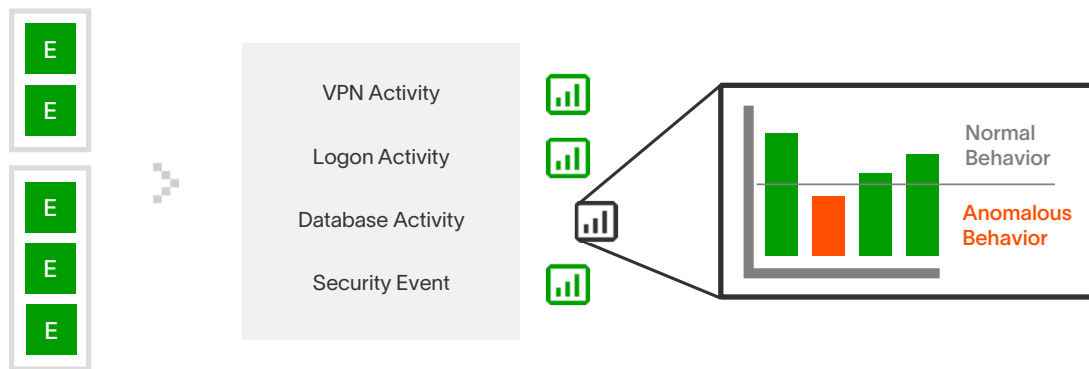 E
E
E
E
E
VPN Activity
Logon Activity
Database Activity
Security Event
Normal
Behavior
Anomalous
Behavior